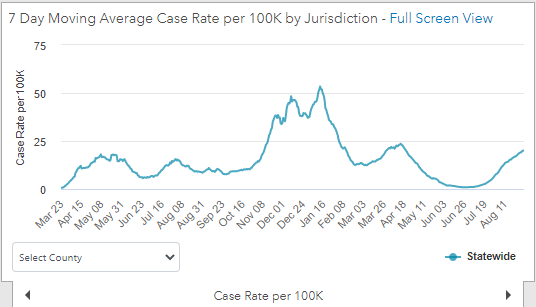 7 Day Moving Average Case Rate per 100K by Jurisdiction - Full Screen View
75
Case Rate per 100K
50
25
0
Mar 23 Apr 15 May 08 May 31 Jun 23 Jul 16 Aug 08 Aug 31 Sep 23 Oct 16 Nov 08 Dec 01 Dec 24 Jan 16 Feb 08 Mar 03 Mar 26 Apr 18 May 11 Jun 03 Jun 26 Jul 19 Aug 11
Select County
Statewide
Case Rate per 100K